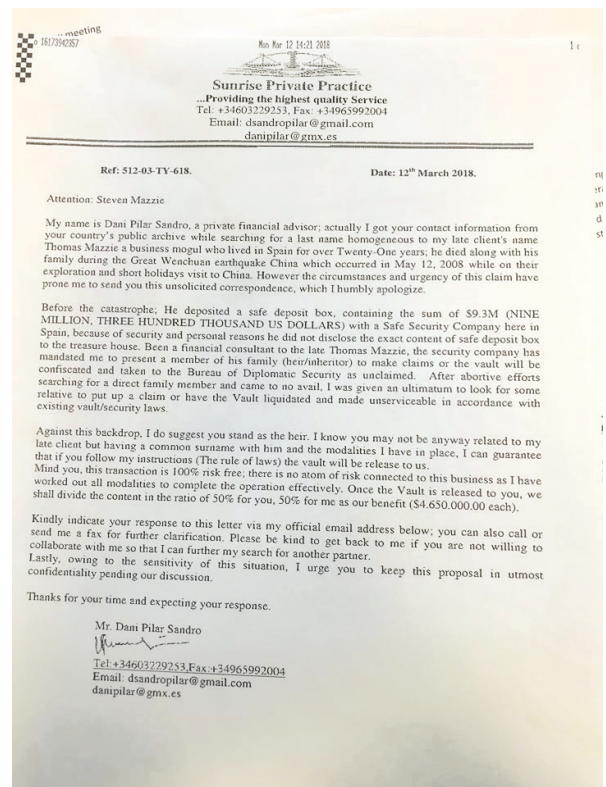 meeting
o 16173942357
Mon Mar 12 14:21 2018
1
Sunrise Private Practice
...Providing the highest quality Service
Tel: +34603229253, Fax: +34965992004
Email: dsandropilar@gmail.com
danipilar@gmx.es
Ref: 512-03-TY-618.
Date: 12th March 2018.
Attention: Steven Mazzie
My name is Dani Pilar Sandro, a private financial advisor; actually I got your contact information from
your country's public archive while searching for a last name homogeneous to my late client's name
Thomas Mazzie a business mogul who lived in Spain for over Twenty-One years; he died along with his
family during the Great Wenchuan earthquake China which occurred in May 12, 2008 while on their
exploration and short holidays visit to China. However the circumstances and urgency of this claim have
prone me to send you this unsolicited correspondence, which I humbly apologize.
Before the catastrophe; He deposited a safe deposit box, containing the sum of $9.3M (NINE
MILLION, THREE HUNDRED THOUSAND US DOLLARS) with a Safe Security Company here in
Spain, because of security and personal reasons he did not disclose the exact content of safe deposit box
to the treasure house. Been a financial consultant to the late Thomas Mazzie, the security company has
mandated me to present a member of his family (heir/inheritor) to make claims or the vault will be
confiscated and taken to the Bureau of Diplomatic Security as unclaimed. After abortive efforts
searching for a direct family member and came to no avail, I was given an ultimatum to look for some
relative to put up a claim or have the Vault liquidated and made unserviceable in accordance with
existing vault/security laws.
Against this backdrop, I do suggest you stand as the heir. I know you may not be anyway related to my
late client but having a common surname with him and the modalities I have in place, I can guarantee
that if you follow my instructions (The rule of laws) the vault will be release to us.
Mind you, this transaction is 100% risk free; there is no atom of risk connected to this business as I have
worked out all modalities to complete the operation effectively. Once the Vault is released to you, we
shall divide the content in the ratio of 50% for you, 50% for me as our benefit ($4.650.000.00 each).
Kindly indicate your response to this letter via my official email address below; you can also call or
send me a fax for further clarification. Please be kind to get back to me if you are not willing to
collaborate with me so that I can further my search for another partner.
Lastly, owing to the sensitivity of this situation, I urge you to keep this proposal in utmost
confidentiality pending our discussion.
Thanks for your time and expecting your response.
Mr. Dani Pilar Sandro
Tel:+34603229253,Fax:+34965992004
Email: dsandropilar@gmail.com
danipilar@gmx.es